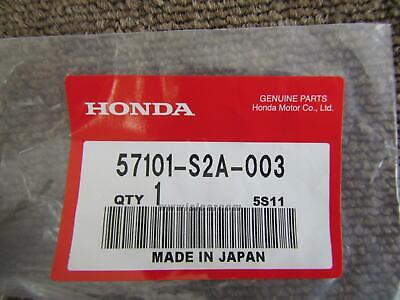 HONDA
GENUINE PARTS
Honda Motor Co., Ltd.
57101-S2A-003
QTY 1
5S11
MADE IN JAPAN